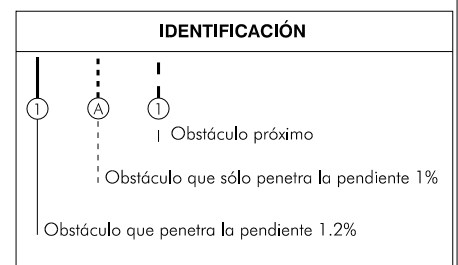 IDENTIFICACIÓN
1 A 1
Obstáculo próximo
Obstáculo que sólo penetra la pendiente 1%
Obstáculo que penetra la pendiente 1.2%